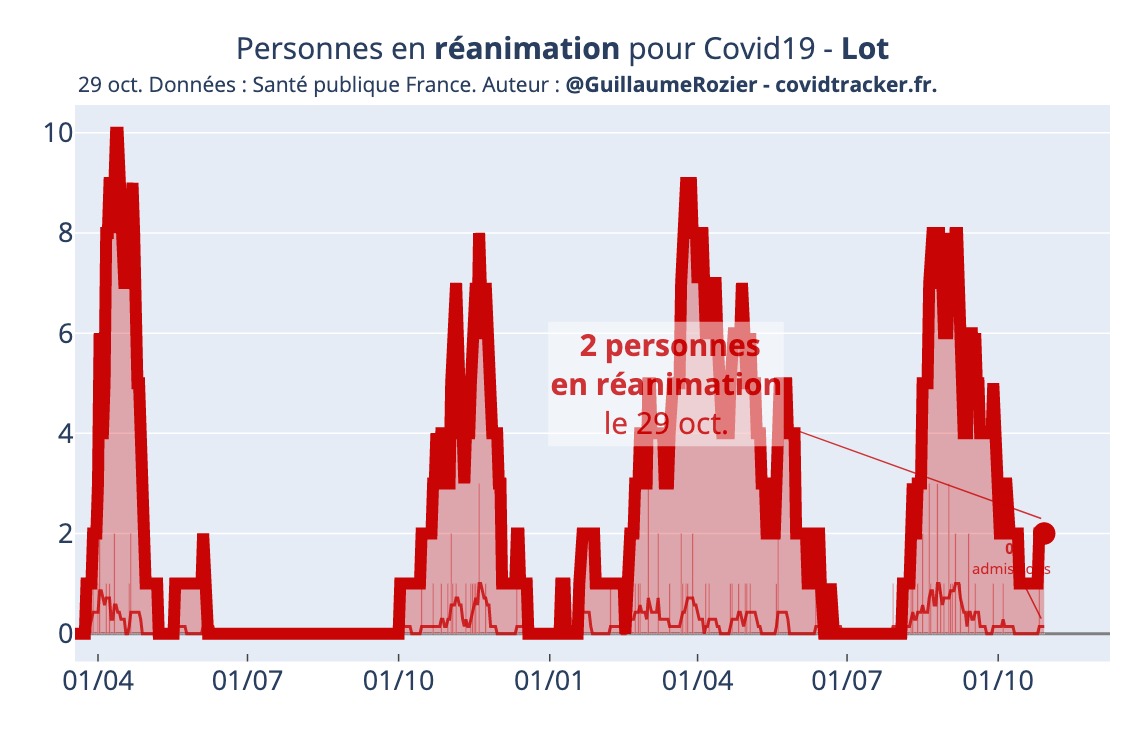 Personnes en réanimation pour Covid19 - Lot
29 oct. Données : Santé publique France. Auteur : @GuillaumeRozier - covidtracker.fr.
10
8
6
4
2
0
2 personnes
en réanimation
le 29 oct.
0
admissions
01/04
01/07
01/10
01/01
01/04
01/07
01/10